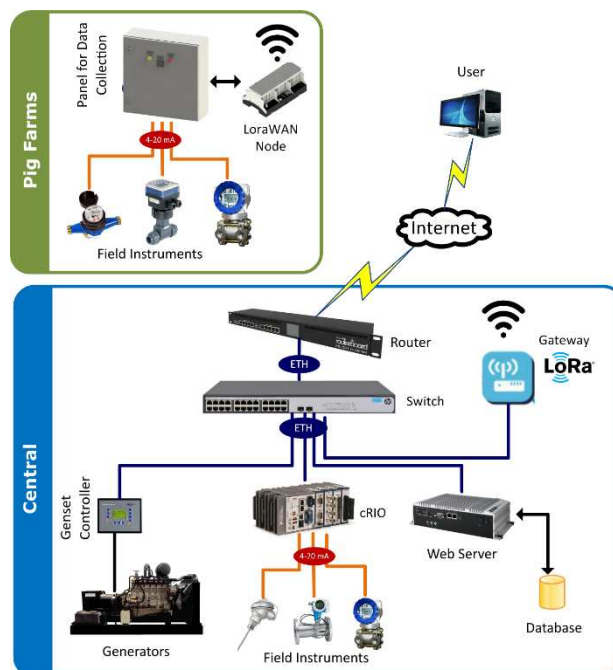 Pig Farms
Panel for Data
Collection
LoraWAN
Node
4-20 mA
Field Instruments
User
Internet
Central
Router
ETH
Switch
ETH
Gateway
LoRa
Genset
Controller
cRIO
Web Server
4-20 mA
Generators
Field Instruments
Database